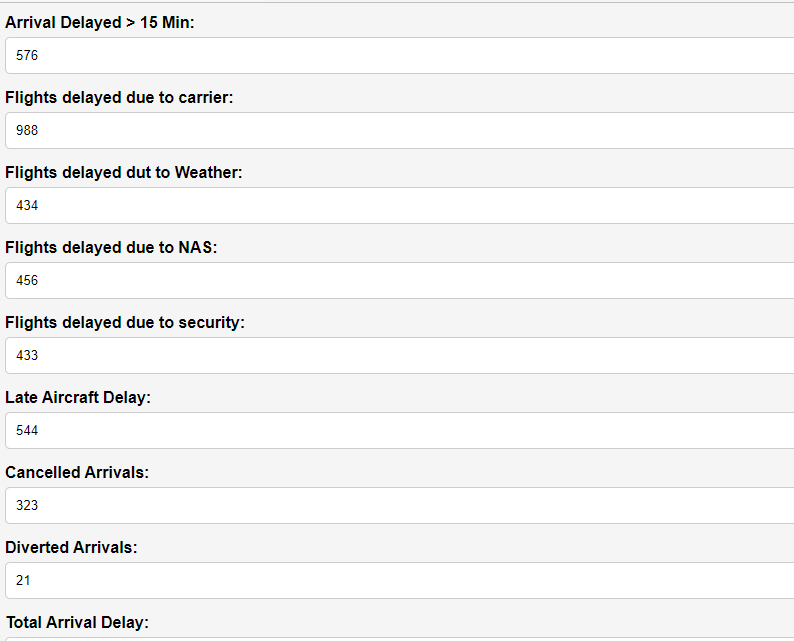 Arrival Delayed > 15 Min:
576
Flights delayed due to carrier:
988
Flights delayed dut to Weather:
434
Flights delayed due to NAS:
456
Flights delayed due to security:
433
Late Aircraft Delay:
544
Cancelled Arrivals:
323
Diverted Arrivals:
21
Total Arrival Delay: